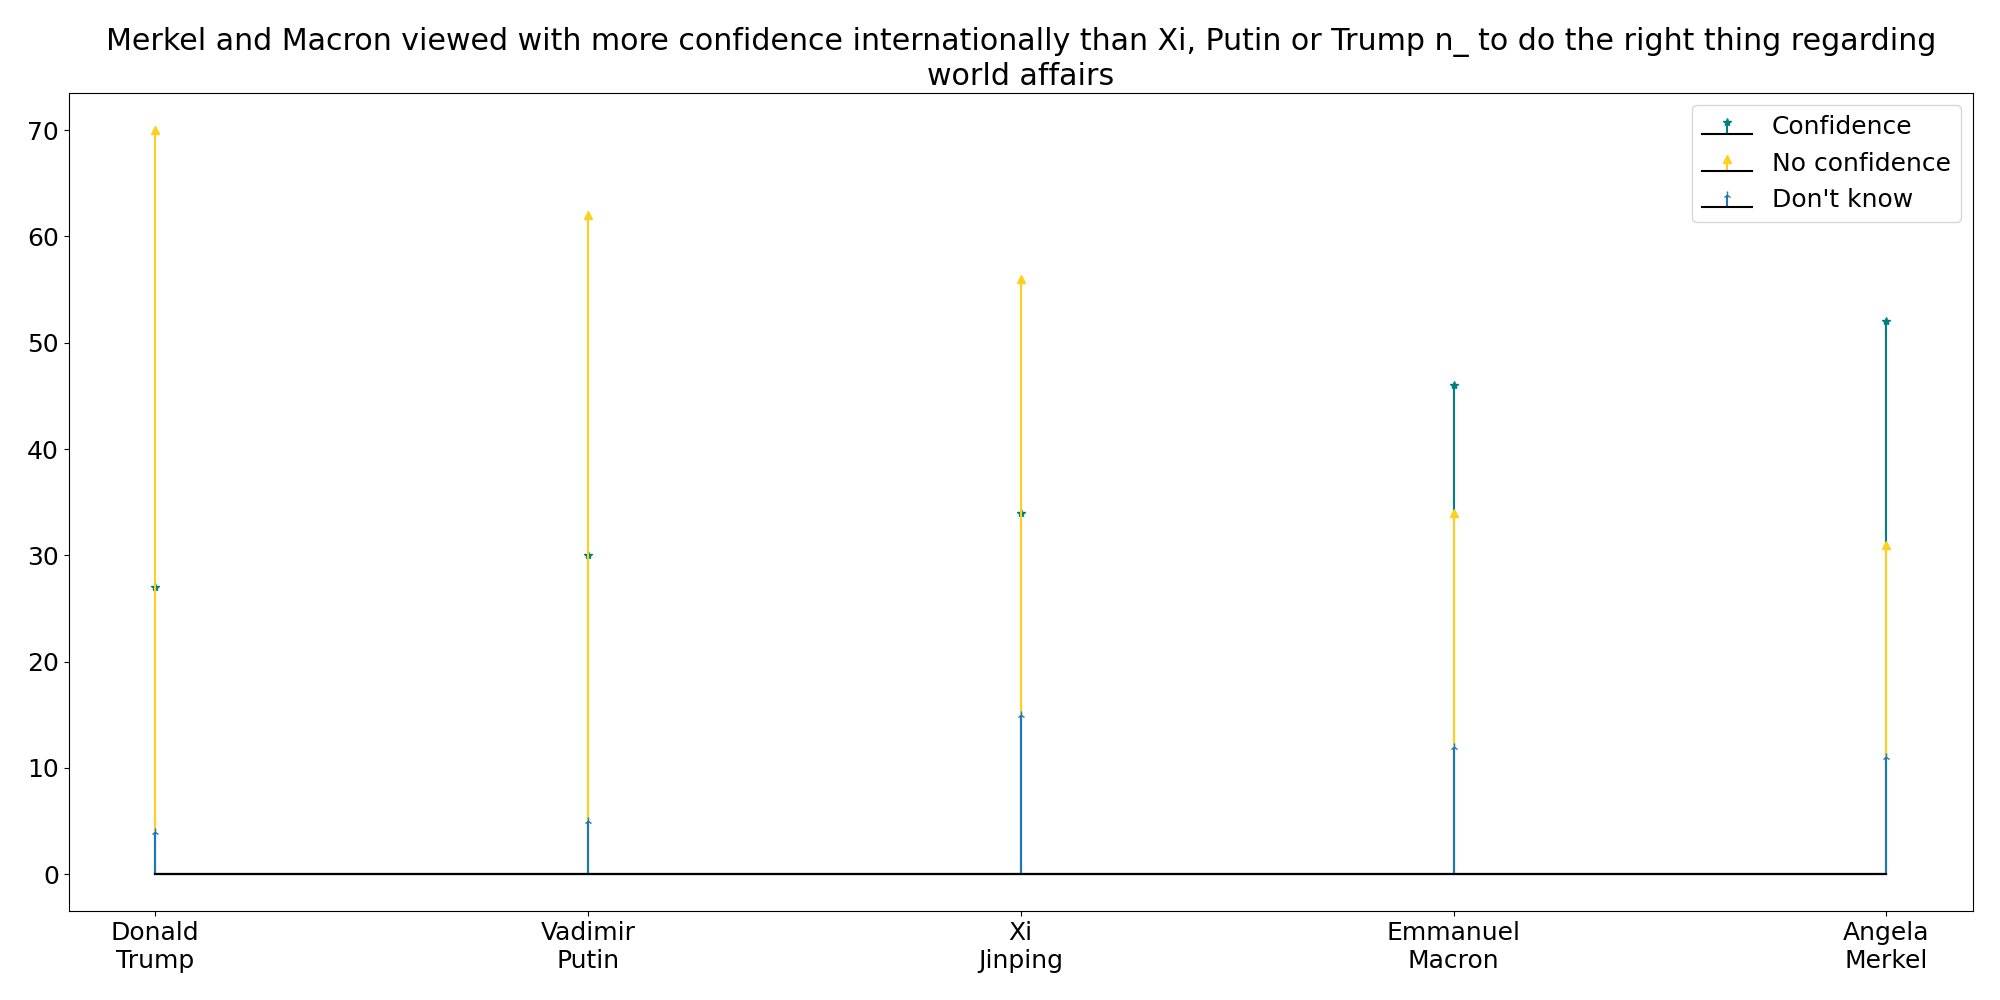 Merkel and Macron viewed with more confidence internationally than Xi, Putin or Trump n_ to do the right thing regarding
world affairs
70
60
50
40
30
20
10
0
Confidence
No confidence
Don't know
Donald
Trump
Vadimir
Putin
Xi
Jinping
Emmanuel
Macron
Angela
Merkel